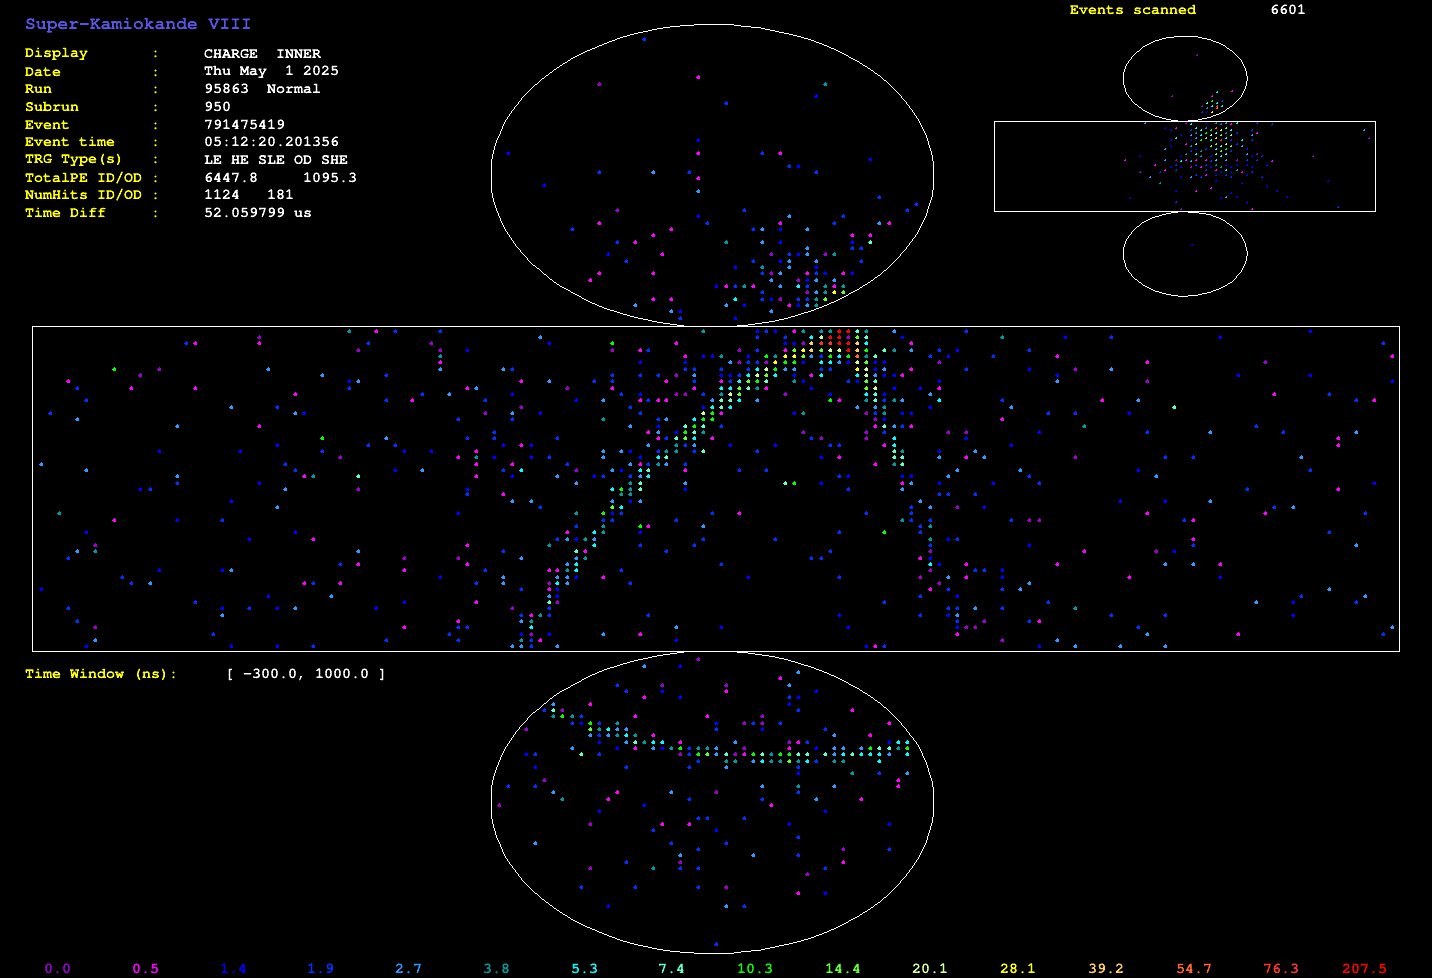 Super-Kamiokande VIII
Events scanned 6601
Display : CHARGE INNER
Date : Thu May 1 2025
Run : 95863 Normal
Subrun : 950
Event : 791475419
Event time : 05:12:20.201356
TRG Type(s) : LE HE SLE OD SHE
TotalPE ID/OD : 6447.8 1095.3
NumHits ID/OD : 1124 181
Time Diff : 52.059799 us
Time Window (ns): [ -300.0, 1000.0 ]
0.0 0.5 1.4 1.9 2.7 3.8 5.3 7.4 10.3 14.4 20.1 28.1 39.2 54.7 76.3 207.5